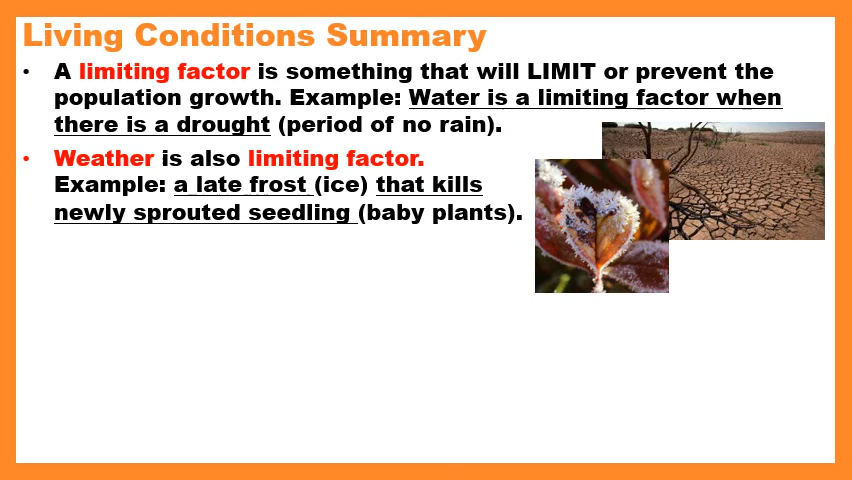 Living Conditions Summary
• A limiting factor is something that will LIMIT or prevent the
population growth. Example: Water is a limiting factor when
there is a drought (period of no rain).
• Weather is also limiting factor.
Example: a late frost (ice) that kills
newly sprouted seedling (baby plants).